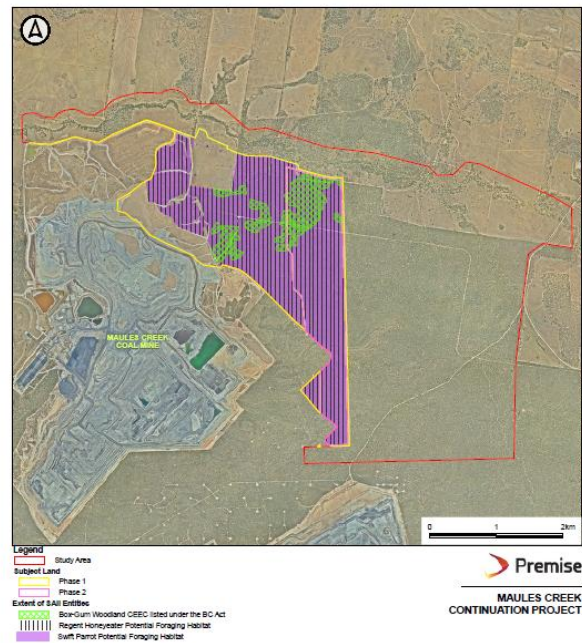 MAULES CREEK
COAL MINE
0 1 2km
Legend
Study Area
Subject Land
Phase 1
Phase 2
Extent of SAII Entities
Box-Gum Woodland CEEC listed under the BC Act
Regent Honeyeater Potential Foraging Habitat
Swift Parrot Potential Foraging Habitat
Premise
MAULES CREEK
CONTINUATION PROJECT